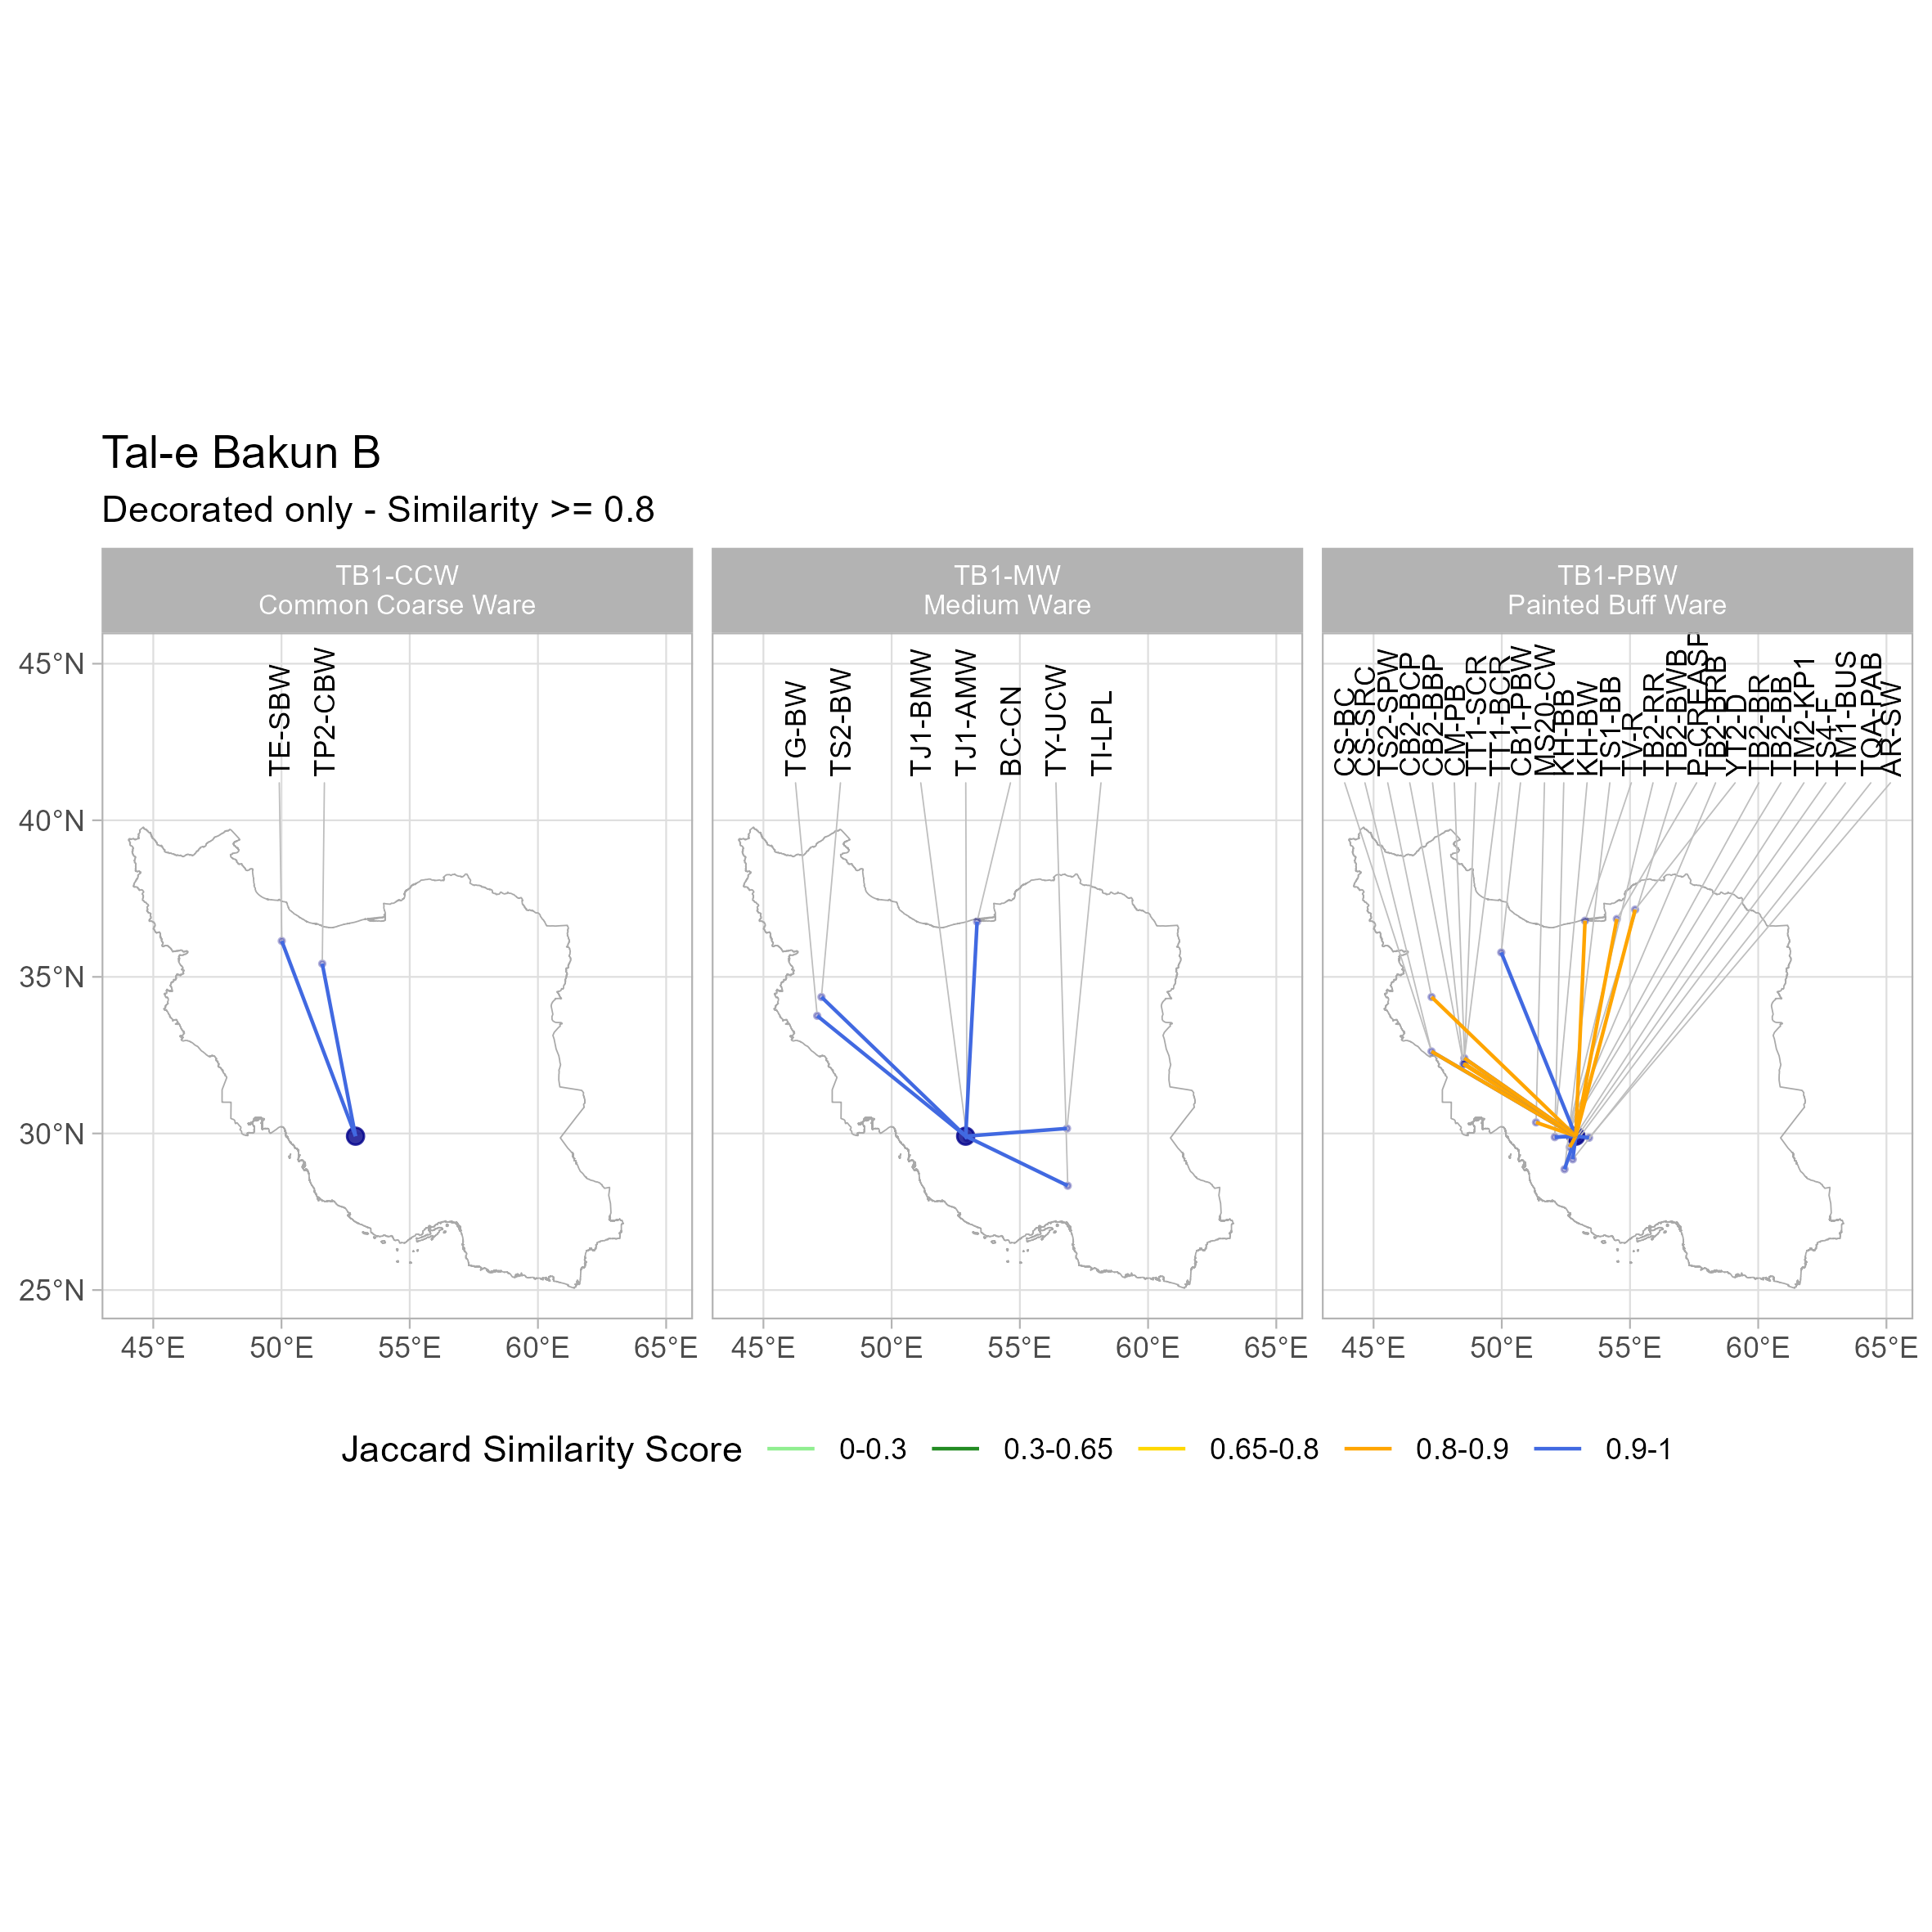 Tal-e Bakun B
Decorated only - Similarity >= 0.8
TB1-CCW
Common Coarse Ware
TB1-MW
Medium Ware
TB1-PBW
Painted Buff Ware
TE-SBW
TP2-CBW
TG-BW
TS2-BW
TJ1-BMW
TJ1-AMW
BC-CN
TY-UCW
TI-LPL
CS-BC
CS-SRC
TS2-SPW
CB2-BCP
CB2-BBP
CM-PB
TT1-SCR
TT1-BCR
CB1-PBW
MS20-CW
KH-BB
KH-BW
TS1-BB
TV-R
TB2-RR
TB2-BWB
P-CREASP
TB2-BRB
YT2-D
TB2-BR
TB2-BB
TM2-KP1
TS4-F
TM1-BUS
TQA-PAB
AR-SW
45°N
40°N
35°N
30°N
25°N
45°E 50°E 55°E 60°E 65°E
45°E 50°E 55°E 60°E 65°E
45°E 50°E 55°E 60°E 65°E
Jaccard Similarity Score 0-0.3 0.3-0.65 0.65-0.8 0.8-0.9 0.9-1